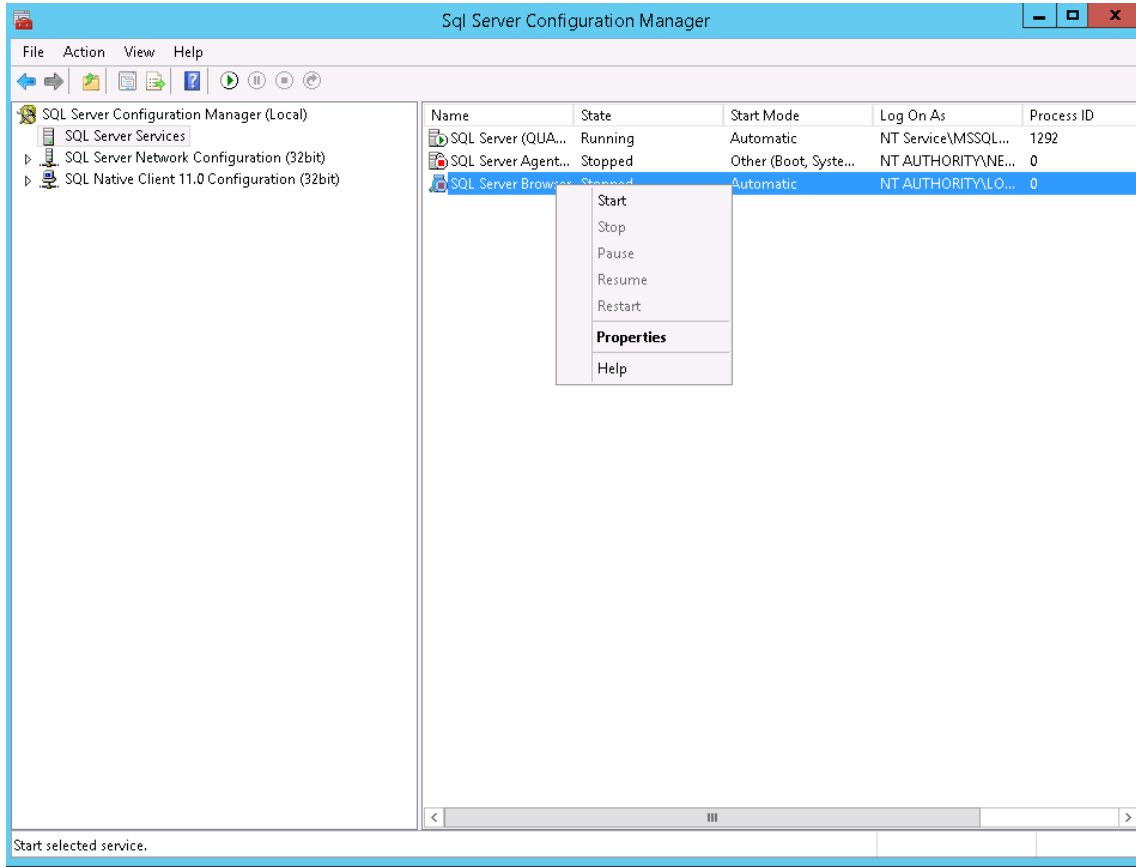 Sql Server Configuration Manager
File Action View Help
SQL Server Configuration Manager (Local)
SQL Server Services
SQL Server Network Configuration (32bit)
SQL Native Client 11.0 Configuration (32bit)
Name State Start Mode Log On As Process ID
SQL Server (QUA... Running Automatic NT Service\MSSQL... 1292
SQL Server Agent... Stopped Other (Boot, Syste... NT AUTHORITY\NE... 0
SQL Server Browser Stopped Automatic NT AUTHORITY\LO... 0
Start
Stop
Pause
Resume
Restart
Properties
Help
Start selected service.